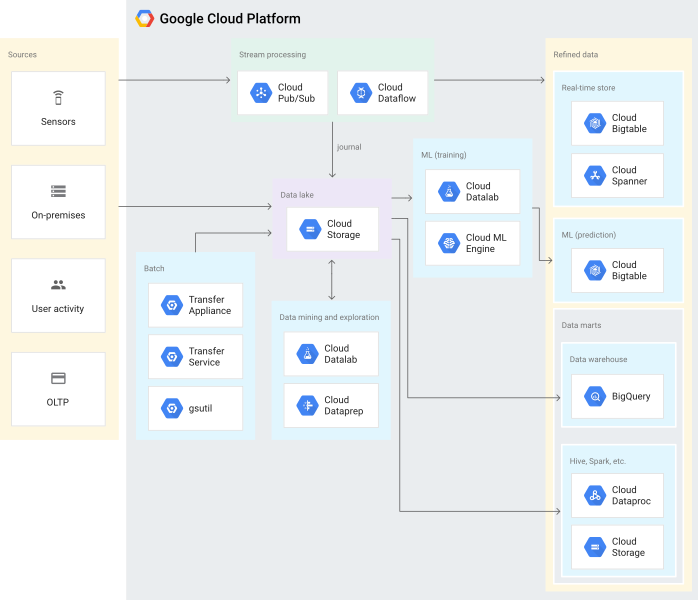 Google Cloud Platform
Sources
Sensors
On-premises
User activity
OLTP
Stream processing
Cloud
Pub/Sub
Cloud
Dataflow
journal
Data lake
Cloud
Storage
Batch
Transfer
Appliance
Transfer
Service
gsutil
Data mining and exploration
Cloud
Datalab
Cloud
Dataprep
ML (training)
Cloud
Datalab
Cloud ML
Engine
Refined data
Real-time store
Cloud
Bigtable
Cloud
Spanner
ML (prediction)
Cloud
Bigtable
Data marts
Data warehouse
BigQuery
Hive, Spark, etc.
Cloud
Dataproc
Cloud
Storage